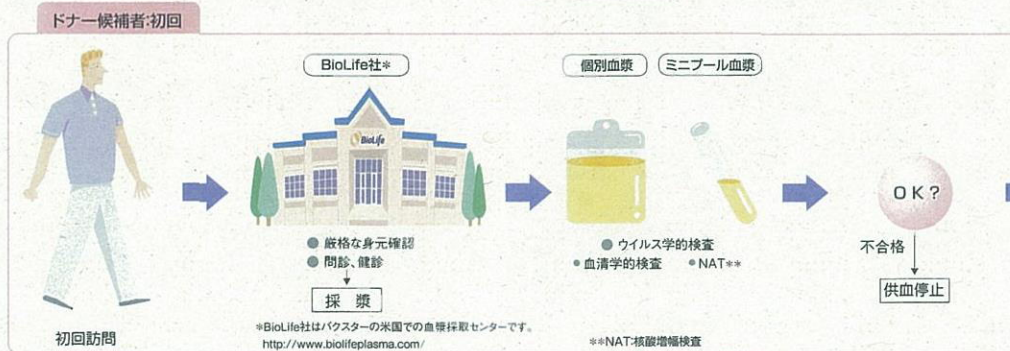 ドナー候補者:初回
BioLife社*
個別血漿 ミニプール血漿
BioLife
OK?
● 厳格な身元確認
● 問診、健診
● ウイルス学的検査
● 血清学的検査 ● NAT**
採 漿
不合格
供血停止
初回訪問
*BioLife社はバクスターの米国での血漿採取センターです。
http://www.biolifeplasma.com/
**NAT:核酸増幅検査